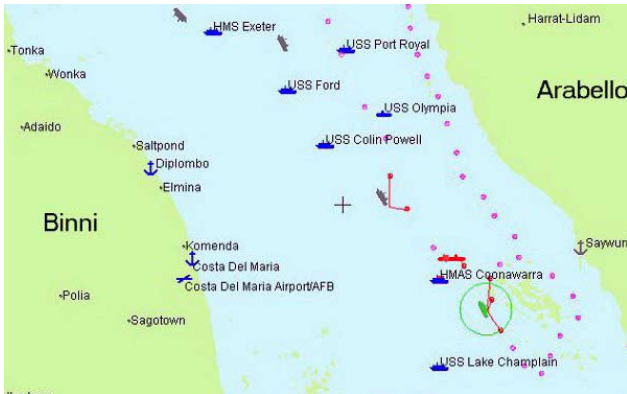 Harrat-Lidam
HMS Exeter
USS Port Royal
Tonka
Wonka
USS Ford
Arabello
USS Olympia
Adaido
USS Colin Powell
Saltpond
Diplombo
Elmina
Binni
Komenda
Saywun
Costa Del Maria
HMAS Coonawarra
Costa Del Maria Airport/AFB
Polia
Sagotown
USS Lake Champlain